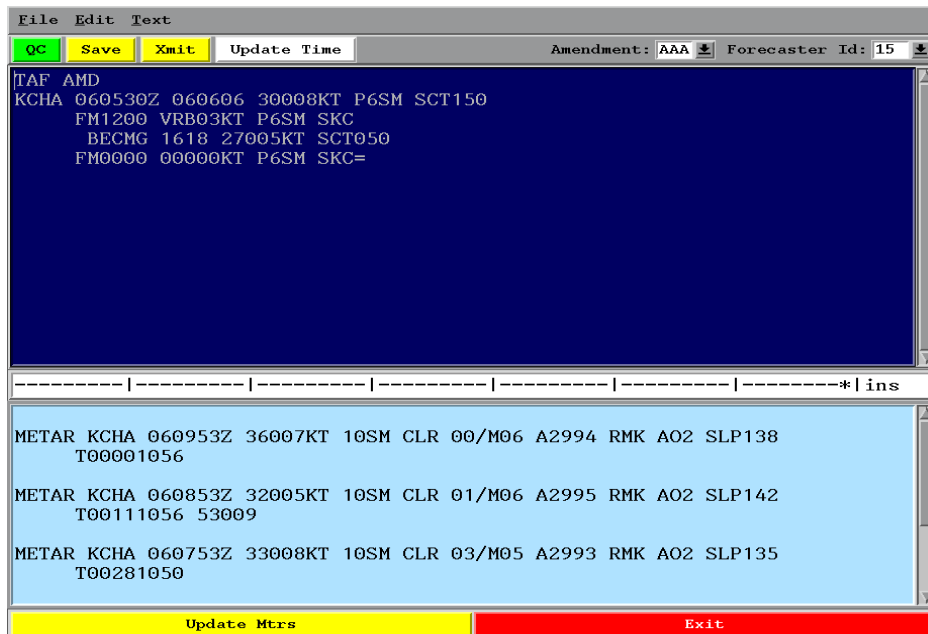 File Edit Text
QC Save Xmit Update Time Amendment: AAA Forecaster Id: 15
TAF AMD
KCHA 060530Z 060606 30008KT P6SM SCT150
FM1200 VRB03KT P6SM SKC
BECMG 1618 27005KT SCT050
FM0000 00000KT P6SM SKC=
---------|---------|---------|---------|---------|---------|--------*|ins
METAR KCHA 060953Z 36007KT 10SM CLR 00/M06 A2994 RMK AO2 SLP138
T00001056
METAR KCHA 060853Z 32005KT 10SM CLR 01/M06 A2995 RMK AO2 SLP142
T00111056 53009
METAR KCHA 060753Z 33008KT 10SM CLR 03/M05 A2993 RMK AO2 SLP135
T00281050
Update Mtrs Exit